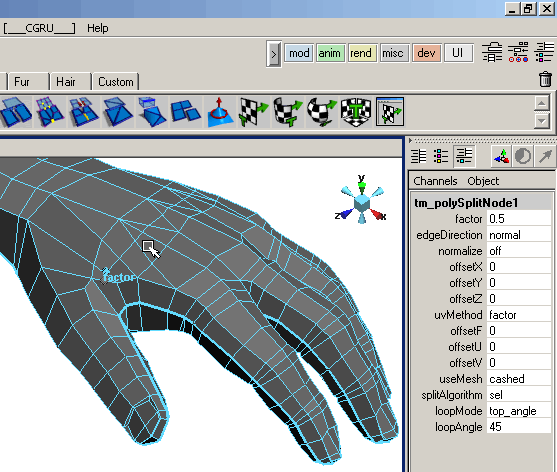 [___CGRU___] Help
> mod anim rend misc dev UI
Fur Hair Custom
Channels Object
tm_polySplitNode1
factor 0.5
edgeDirection normal
normalize off
offsetX 0
offsetY 0
offsetZ 0
uvMethod factor
offsetF 0
offsetU 0
offsetV 0
useMesh cashed
splitAlgorithm sel
loopMode top_angle
loopAngle 45
y
z x
factor
T